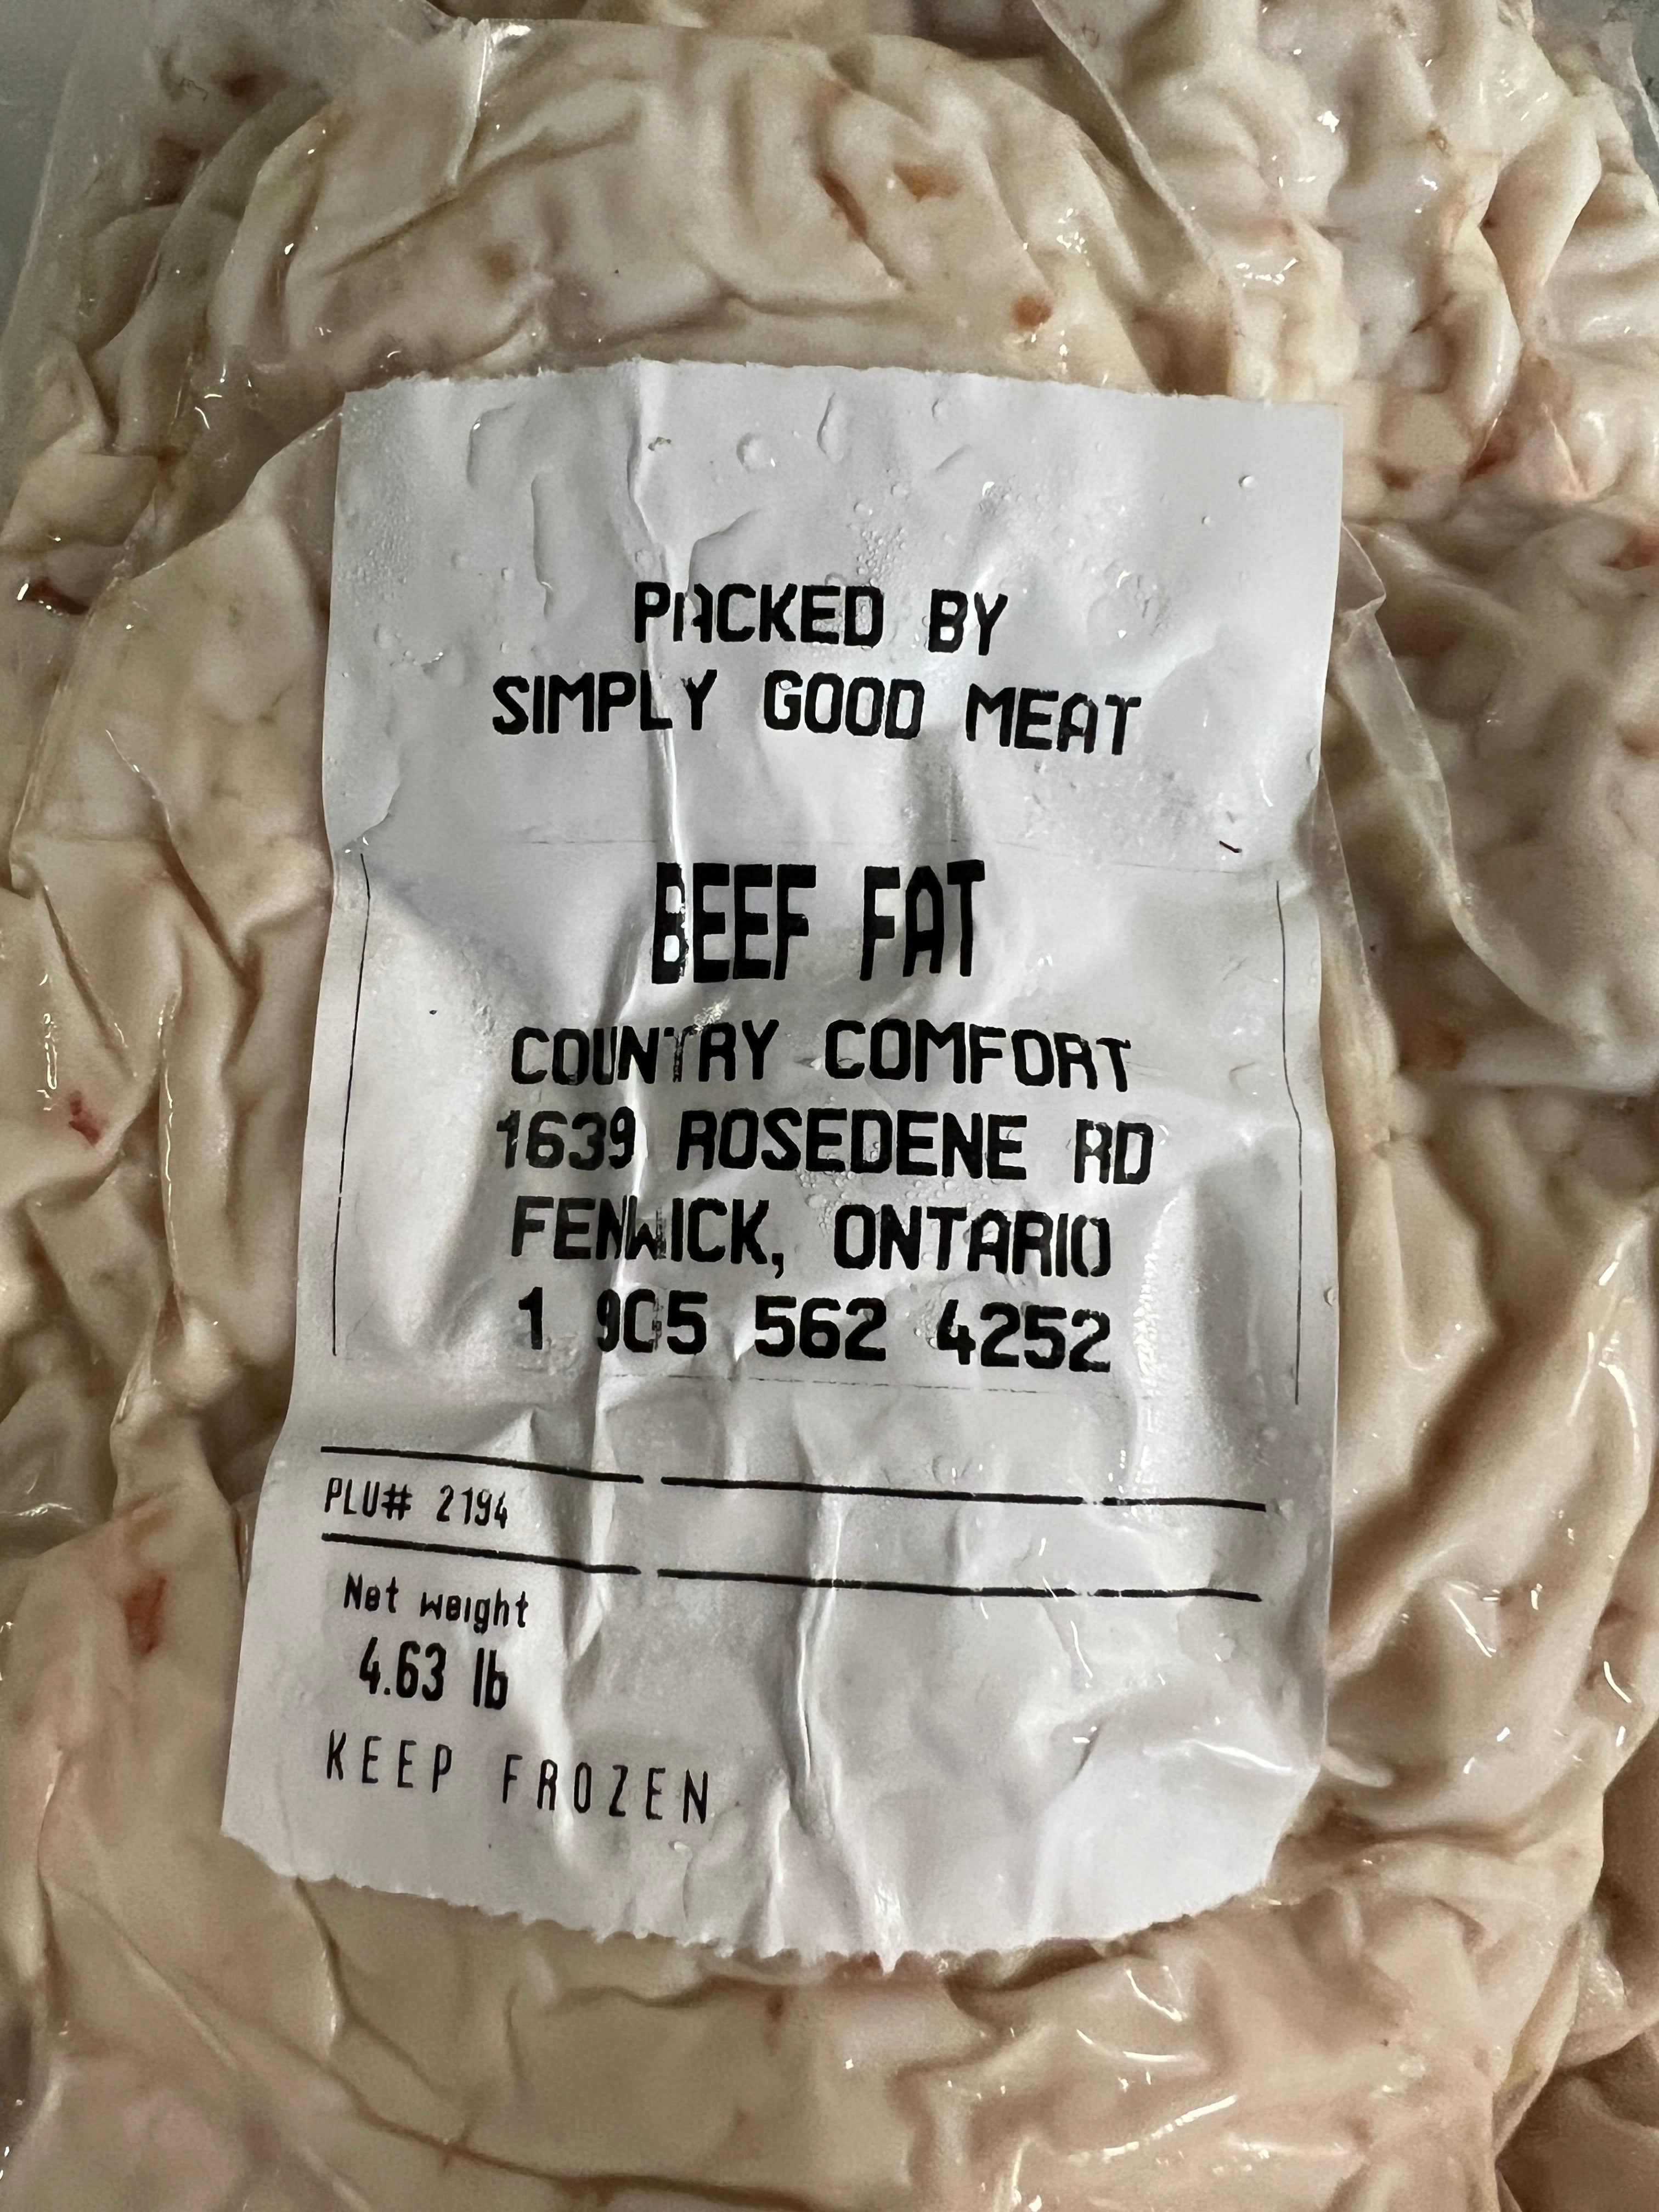 PACKED BY
SIMPLY GOOD MEAT
BEEF FAT
COUNTRY COMFORT
1639 ROSEDENE RD
FENWICK, ONTARIO
1 905 562 4252
PLU# 2194
Net weight
4.63 lb
KEEP FROZEN